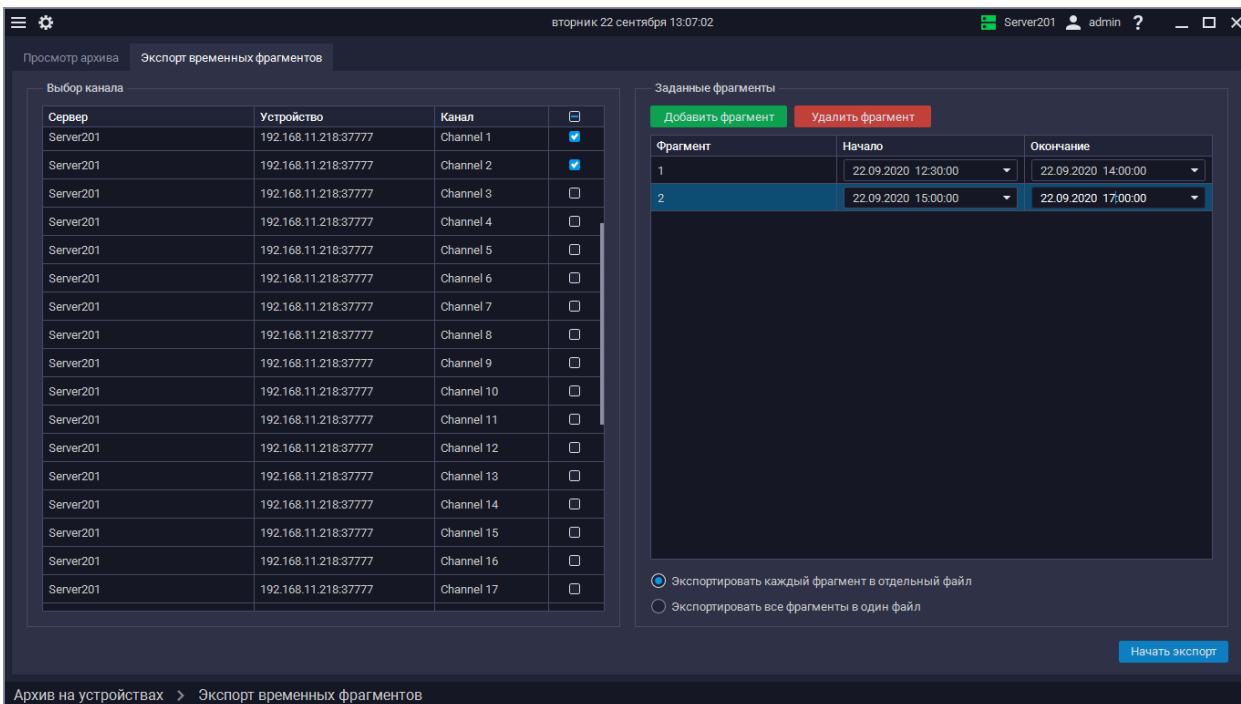 вторник 22 сентября 13:07:02 Server201 admin ?
Просмотр архива Экспорт временных фрагментов
Выбор канала
Сервер Устройство Канал
Server201 192.168.11.218:37777 Channel 1
Server201 192.168.11.218:37777 Channel 2
Server201 192.168.11.218:37777 Channel 3
Server201 192.168.11.218:37777 Channel 4
Server201 192.168.11.218:37777 Channel 5
Server201 192.168.11.218:37777 Channel 6
Server201 192.168.11.218:37777 Channel 7
Server201 192.168.11.218:37777 Channel 8
Server201 192.168.11.218:37777 Channel 9
Server201 192.168.11.218:37777 Channel 10
Server201 192.168.11.218:37777 Channel 11
Server201 192.168.11.218:37777 Channel 12
Server201 192.168.11.218:37777 Channel 13
Server201 192.168.11.218:37777 Channel 14
Server201 192.168.11.218:37777 Channel 15
Server201 192.168.11.218:37777 Channel 16
Server201 192.168.11.218:37777 Channel 17
Заданные фрагменты
Добавить фрагмент Удалить фрагмент
Фрагмент Начало Окончание
1 22.09.2020 12:30:00 22.09.2020 14:00:00
2 22.09.2020 15:00:00 22.09.2020 17:00:00
Экспортировать каждый фрагмент в отдельный файл
Экспортировать все фрагменты в один файл
Начать экспорт
Архив на устройствах > Экспорт временных фрагментов